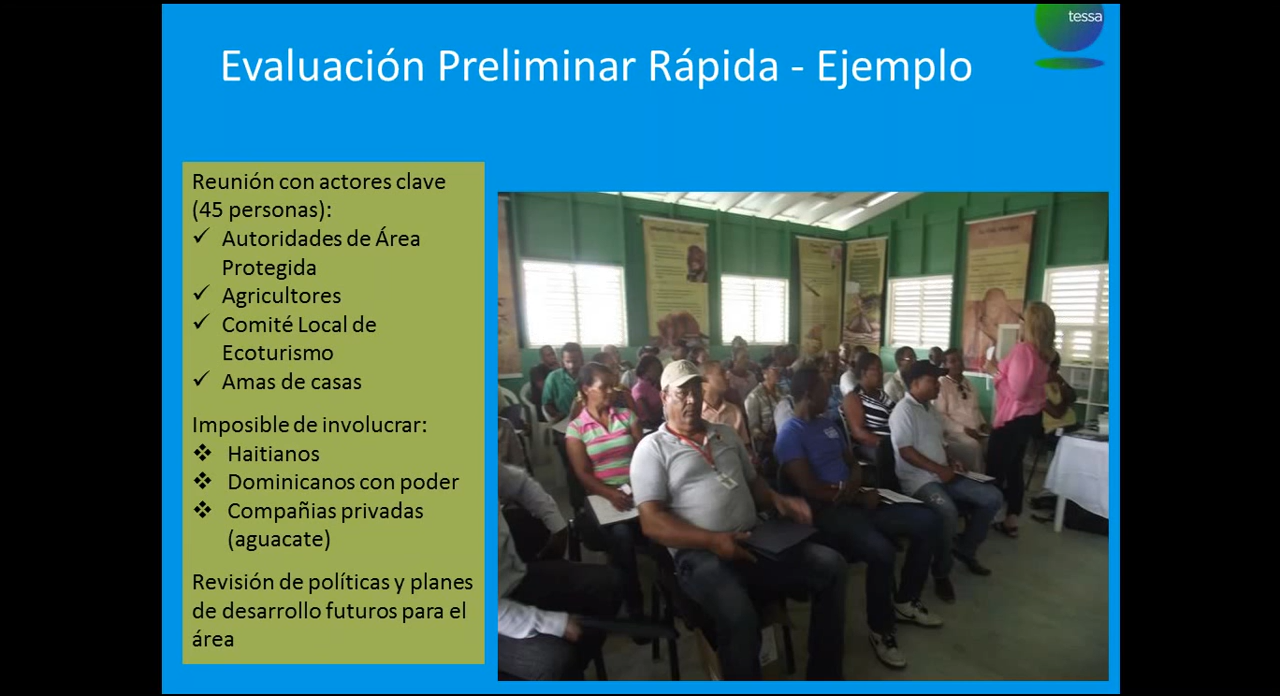 tessa
Evaluación Preliminar Rápida - Ejemplo
Reunión con actores clave
(45 personas):
✓ Autoridades de Área
Protegida
✓ Agricultores
✓ Comité Local de
Ecoturismo
✓ Amas de casas
Imposible de involucrar:
❖ Haitianos
❖ Dominicanos con poder
❖ Compañias privadas
(aguacate)
Revisión de políticas y planes
de desarrollo futuros para el
área